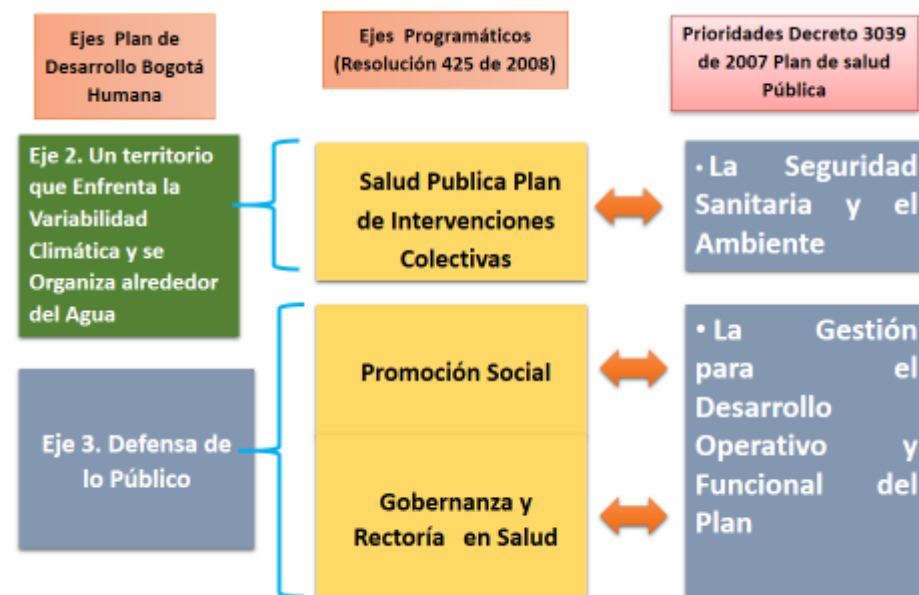 Ejes Plan de
Desarrollo Bogotá
Humana
Ejes Programáticos
(Resolución 425 de 2008)
Prioridades Decreto 3039
de 2007 Plan de salud
Pública
Eje 2. Un territorio
que Enfrenta la
Variabilidad
Climática y se
Organiza alrededor
del Agua
Salud Publica Plan
de Intervenciones
Colectivas
• La Seguridad
Sanitaria y el
Ambiente
Eje 3. Defensa de
lo Público
Promoción Social
Gobernanza y
Rectoría en Salud
• La Gestión
para el
Desarrollo
Operativo y
Funcional del
Plan